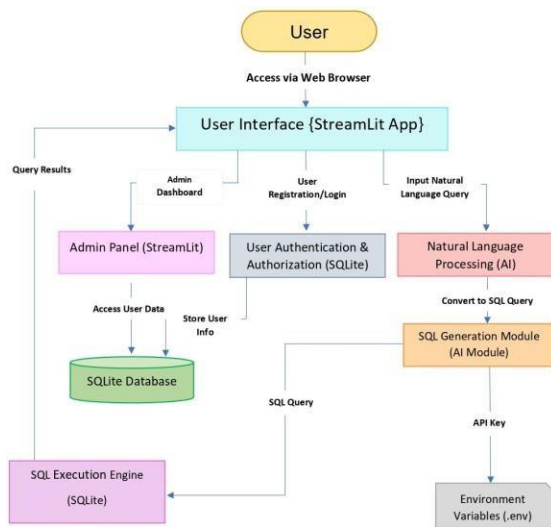 User
Access via Web Browser
User Interface {StreamLit App}
Query Results
Admin
Dashboard
User
Registration/Login
Input Natural
Language Query
Admin Panel (StreamLit)
User Authentication &
Authorization (SQLite)
Natural Language
Processing (AI)
Access User Data
Store User
Info
Convert to SQL Query
SQLite Database
SQL Generation Module
(AI Module)
SQL Query
API Key
SQL Execution Engine
(SQLite)
Environment
Variables (.env)